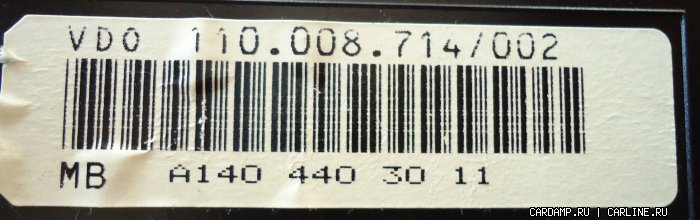 VDO 110.008.714/002
MB A140 440 30 11
CARDAMP.RU | CARLINE.RU